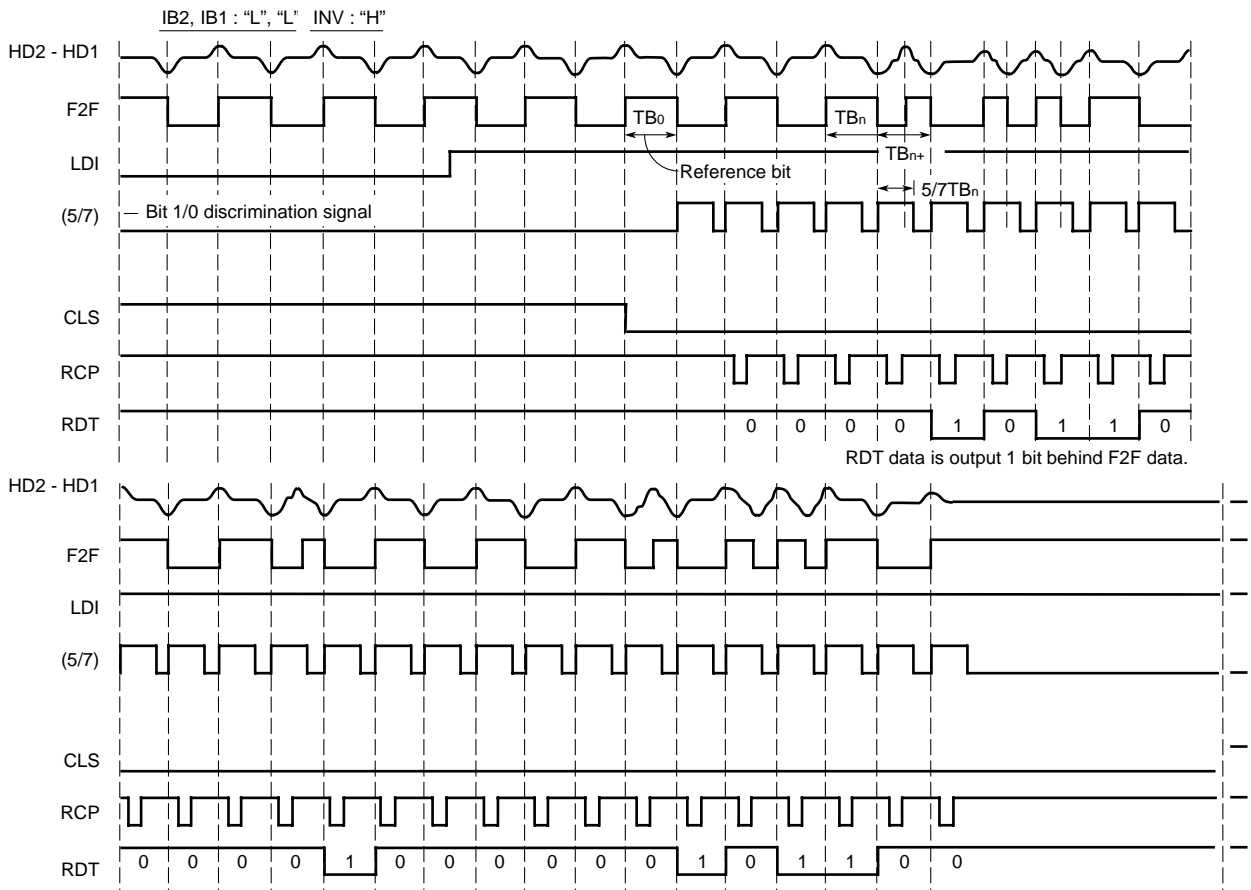 IB2, IB1 : “L”, “L” INV : “H”
HD2 - HD1
F2F
TB0 TBn
LDI
TBn+
Reference bit
5/7TBn
(5/7)
Bit 1/0 discrimination signal
CLS
RCP
RDT
0 0 0 0 1 0 1 1 0
RDT data is output 1 bit behind F2F data.
HD2 - HD1
F2F
LDI
(5/7)
CLS
RCP
RDT
0 0 0 0 1 0 0 0 0 0 0 1 0 1 1 0 0